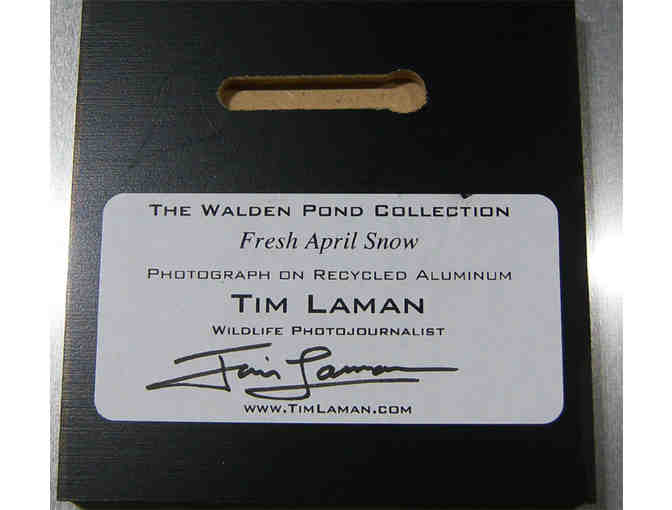 The Walden Pond Collection
Fresh April Snow
Photograph on Recycled Aluminum
Tim Laman
Wildlife Photojournalist
Tim Laman
www.TimLaman.com